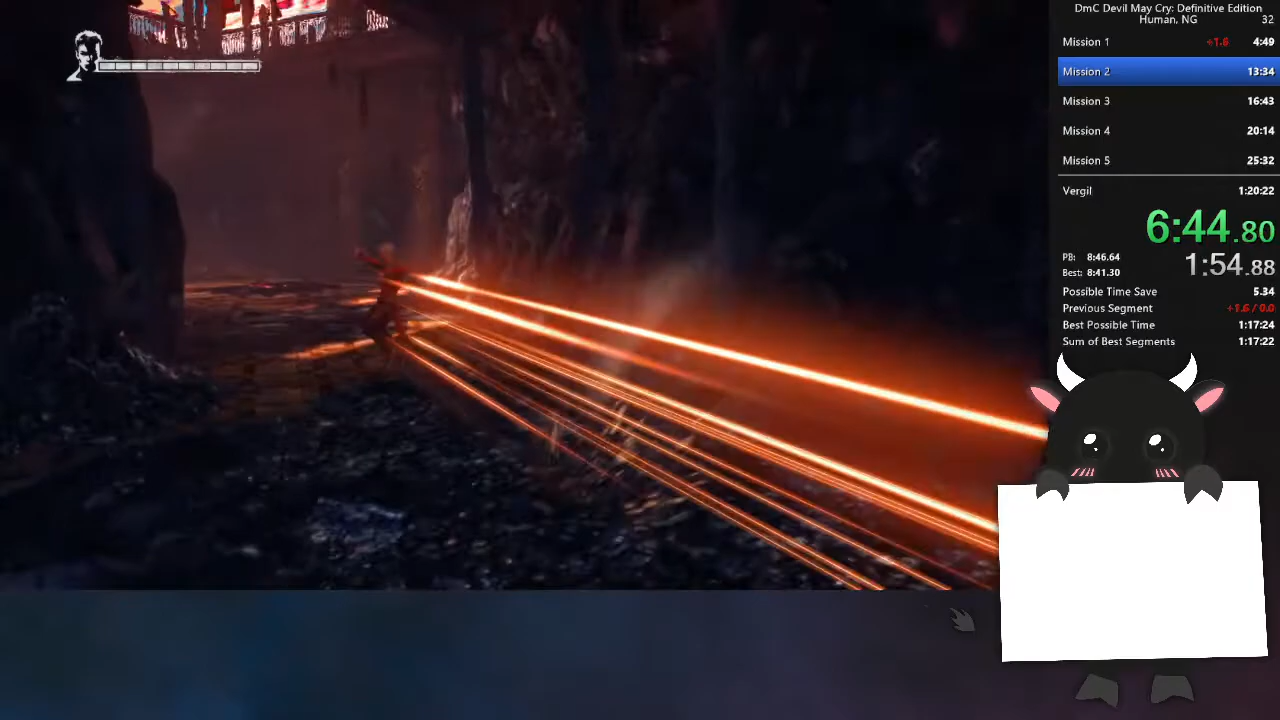 DmC Devil May Cry: Definitive Edition
Human, NG
32
Mission 1 +1.6 4:49
Mission 2 13:34
Mission 3 16:43
Mission 4 20:14
Mission 5 25:32
Vergil 1:20:22
6:44.80
PB: 8:46.64
Best: 8:41.30
1:54.88
Possible Time Save 5.34
Previous Segment +1.6 / 0.0
Best Possible Time 1:17:24
Sum of Best Segments 1:17:22